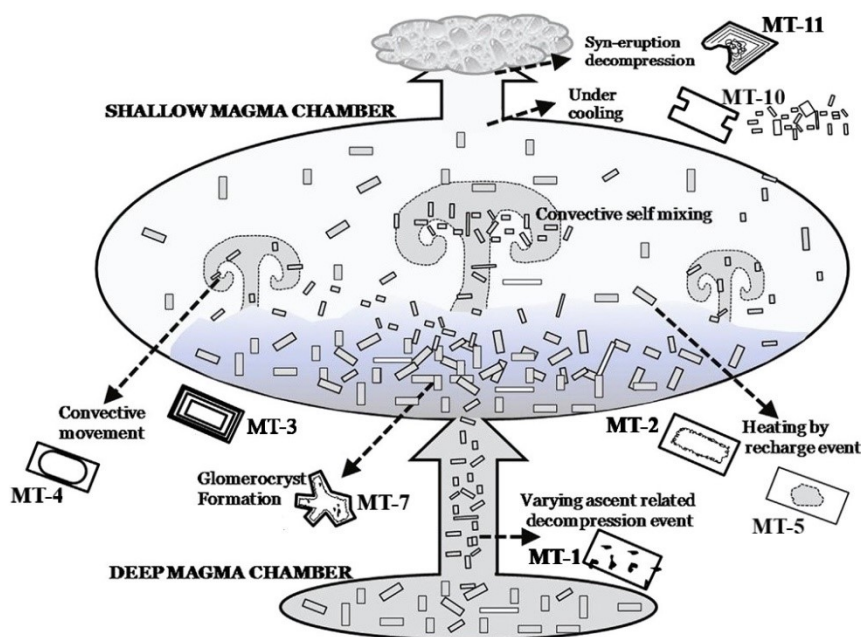 MT-11
Syn-eruption
decompression
MT-10
Under
cooling
SHALLOW MAGMA CHAMBER
Convective self mixing
Convective
movement
MT-3
MT-4
Glomerocryst
Formation
MT-7
MT-2
Heating by
recharge event
MT-5
Varying ascent related
decompression event
MT-1
DEEP MAGMA CHAMBER